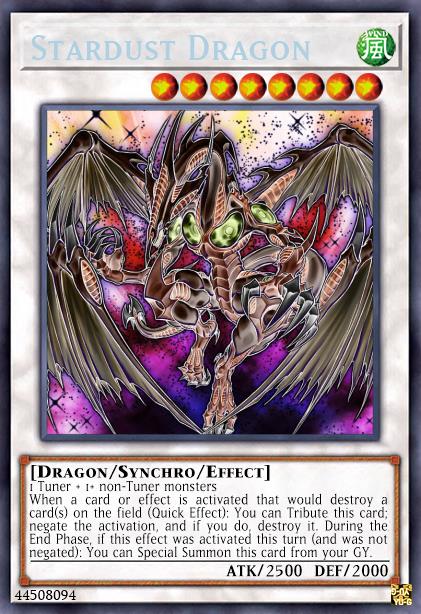 STARDUST DRAGON
WIND
風
[DRAGON/SYNCHRO/EFFECT]
1 Tuner + 1+ non-Tuner monsters
When a card or effect is activated that would destroy a
card(s) on the field (Quick Effect): You can Tribute this card;
negate the activation, and if you do, destroy it. During the
End Phase, if this effect was activated this turn (and was not
negated): You can Special Summon this card from your GY.
ATK/2500 DEF/2000
44508094